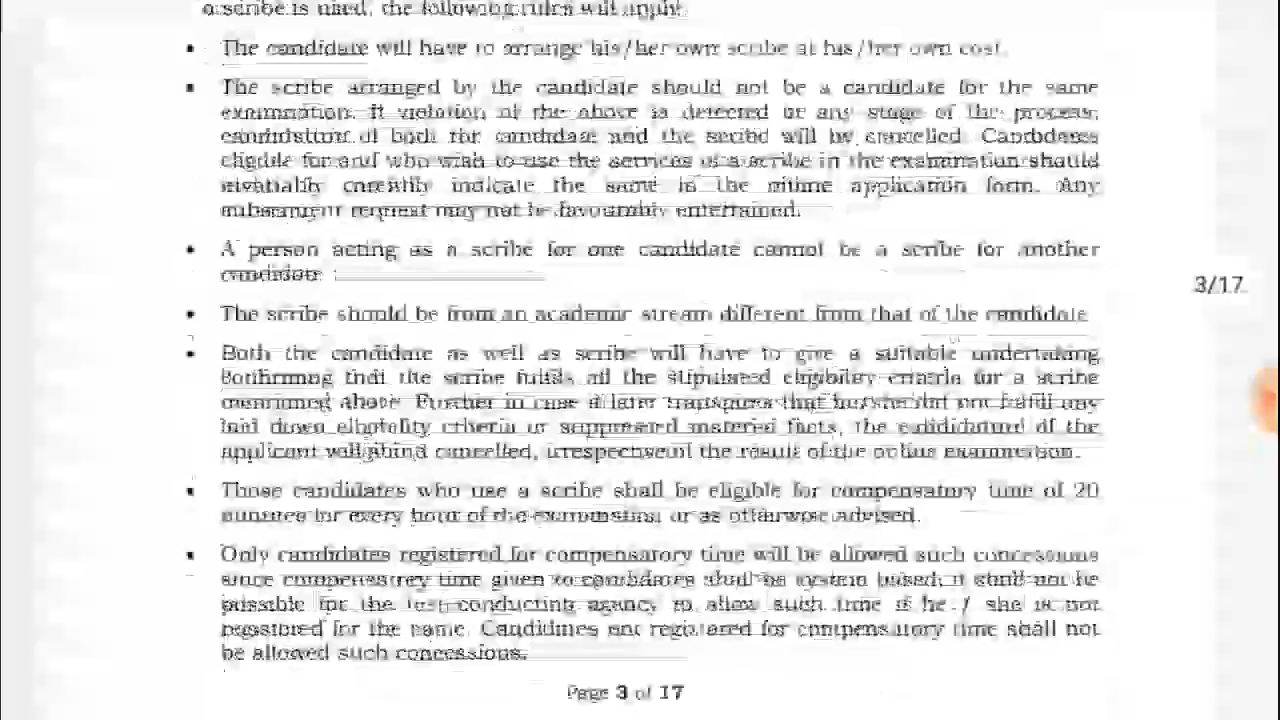 a scribe is used, the following rules will apply:
• The candidate will have to arrange his/her own scribe at his/her own cost.
• The scribe arranged by the candidate should not be a candidate for the same
examination. If violation of the above is detected at any stage of the process,
candidature of both the candidate and the scribe will be cancelled. Candidates
eligible for and who wish to use the services of a scribe in the examination should
carefully indicate the same in the online application form. Any
subsequent request may not be favourably entertained.
• A person acting as a scribe for one candidate cannot be a scribe for another
candidate.
3/17
• The scribe should be from an academic stream different from that of the candidate
• Both the candidate as well as scribe will have to give a suitable undertaking
confirming that the scribe fulfils all the stipulated eligibility criteria for a scribe
mentioned above. Further in case it later transpires that he/she did not fulfil any
laid down eligibility criteria or suppressed material facts, the candidature of the
applicant will stand cancelled, irrespective of the result of the online examination.
• Those candidates who use a scribe shall be eligible for compensatory time of 20
minutes for every hour of the examination or as otherwise advised.
• Only candidates registered for compensatory time will be allowed such concessions
since compensatory time given to candidates shall be system based, it shall not be
possible for the test conducting agency to allow such time if he / she is not
registered for the same. Candidates not registered for compensatory time shall not
be allowed such concessions.
Page 3 of 17